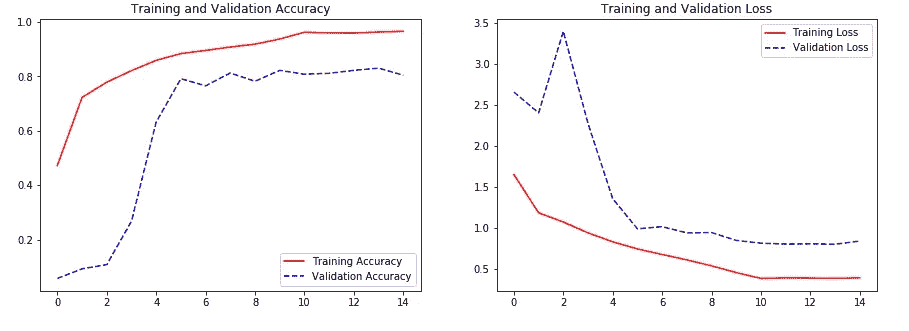 Training and Validation Accuracy
1.0
0.8
0.6
0.4
0.2
0 2 4 6 8 10 12 14
Training Accuracy
Validation Accuracy
Training and Validation Loss
3.5
3.0
2.5
2.0
1.5
1.0
0.5
0 2 4 6 8 10 12 14
Training Loss
Validation Loss